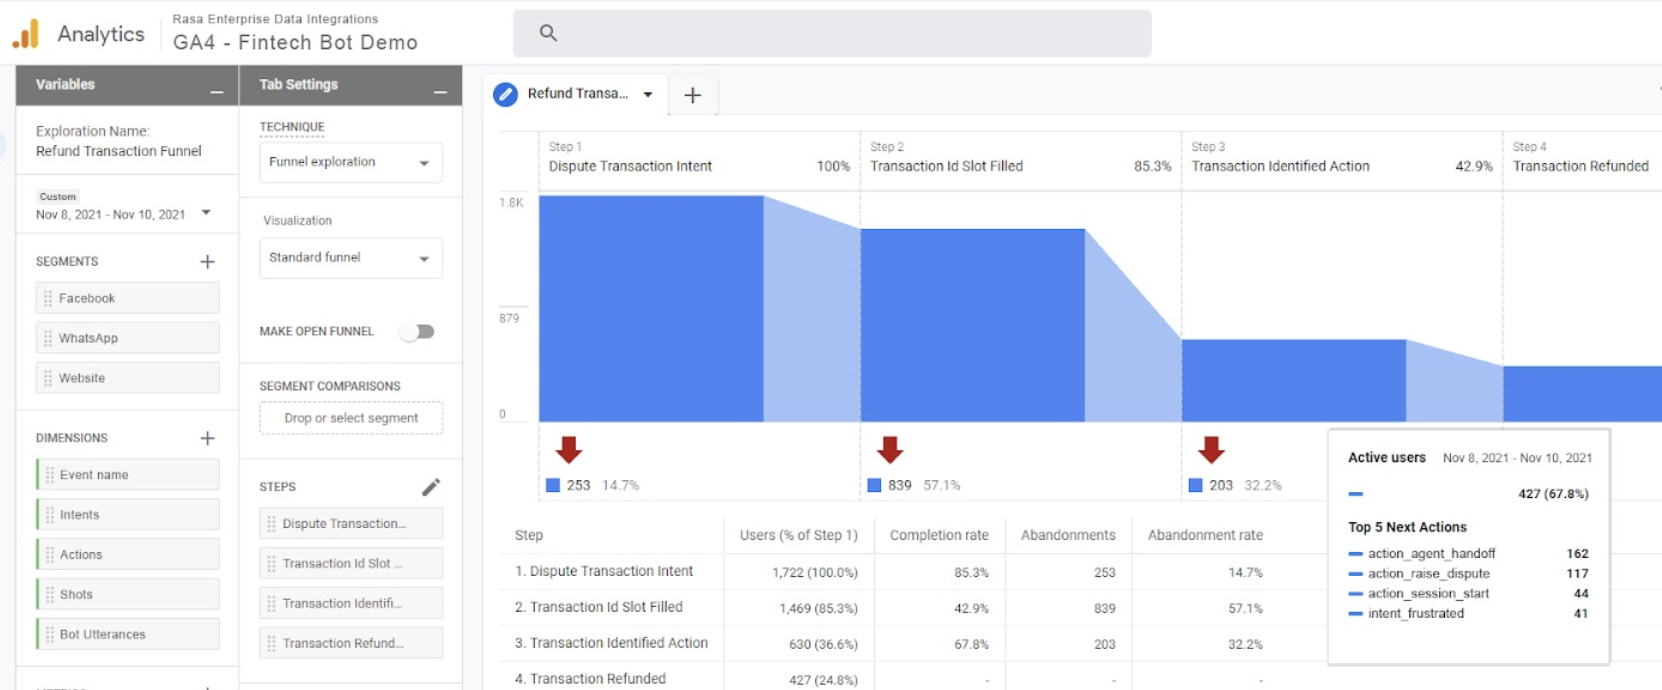 Analytics
Rasa Enterprise Data Integrations
GA4 - Fintech Bot Demo
Variables
Exploration Name:
Refund Transaction Funnel
Custom
Nov 8, 2021 - Nov 10, 2021
SEGMENTS
Facebook
WhatsApp
Website
DIMENSIONS
Event name
Intents
Actions
Shots
Bot Utterances
Tab Settings
TECHNIQUE
Funnel exploration
Visualization
Standard funnel
MAKE OPEN FUNNEL
SEGMENT COMPARISONS
Drop or select segment
STEPS
Dispute Transaction...
Transaction Id Slot ...
Transaction Identifi...
Transaction Refund...
Refund Transa...
Step 1
Dispute Transaction Intent 100%
Step 2
Transaction Id Slot Filled 85.3%
Step 3
Transaction Identified Action 42.9%
Step 4
Transaction Refunded
1.8K
879
0
253 14.7%
839 57.1%
203 32.2%
Step Users (% of Step 1) Completion rate Abandonments Abandonment rate
1. Dispute Transaction Intent 1,722 (100.0%) 85.3% 253 14.7%
2. Transaction Id Slot Filled 1,469 (85.3%) 42.9% 839 57.1%
3. Transaction Identified Action 630 (36.6%) 67.8% 203 32.2%
4. Transaction Refunded 427 (24.8%) - - -
Active users Nov 8, 2021 - Nov 10, 2021
427 (67.8%)
Top 5 Next Actions
action_agent_handoff 162
action_raise_dispute 117
action_session_start 44
intent_frustrated 41